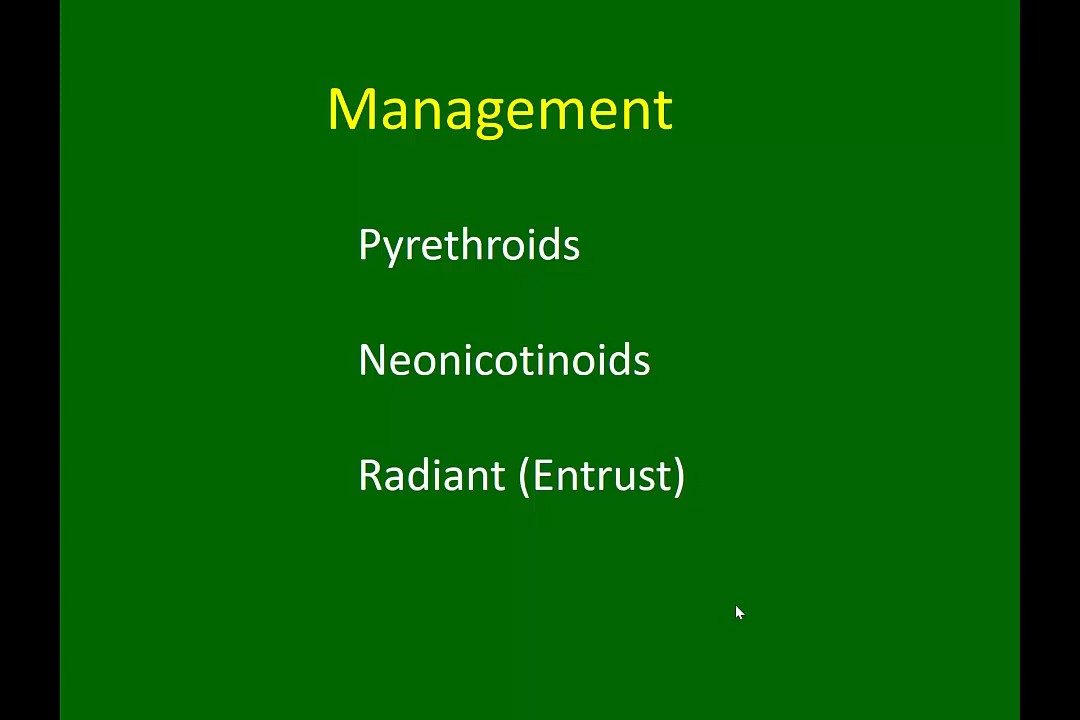 Management
Pyrethroids
Neonicotinoids
Radiant (Entrust)